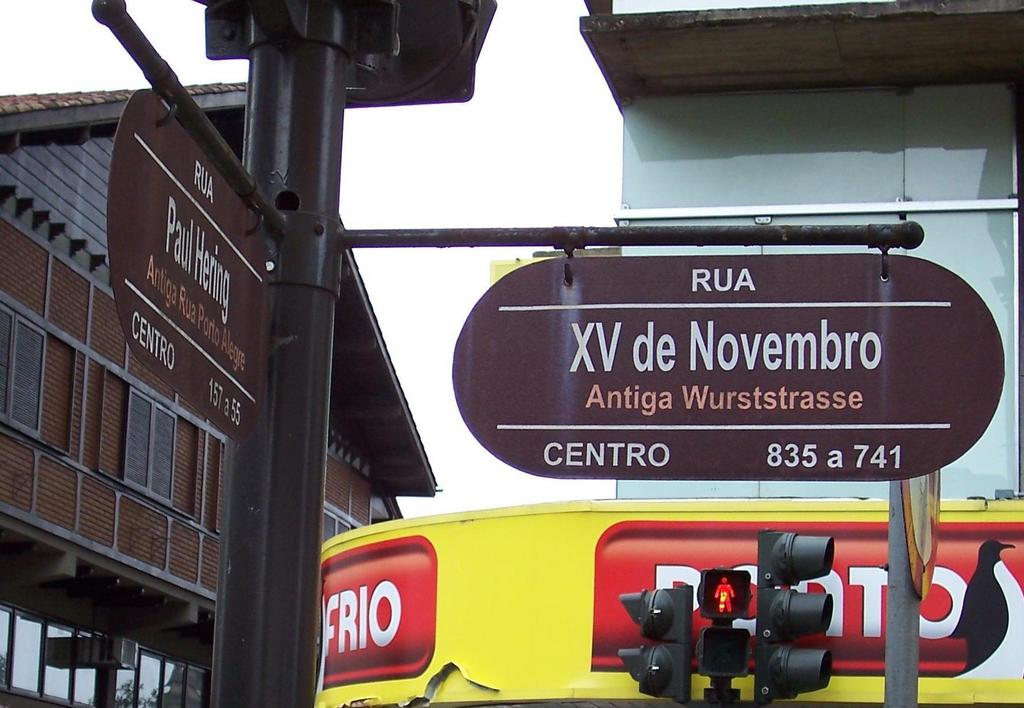 RUA
Paul Hering
Antiga Rua Porto Alegre
CENTRO 157 a 55
RUA
XV de Novembro
Antiga Wurststrasse
CENTRO 835 a 741
FRIO
PONTO